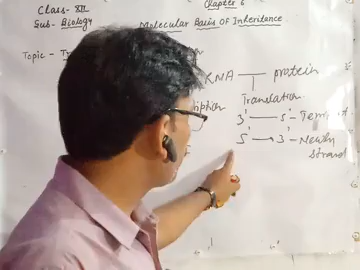 Class- XII
Chapter 6
Sub- Biology
Molecular Basis of Inheritance.
Topic -
RNA — protein
Translation
3' — 5' -
5' → 3' - Newly
strand